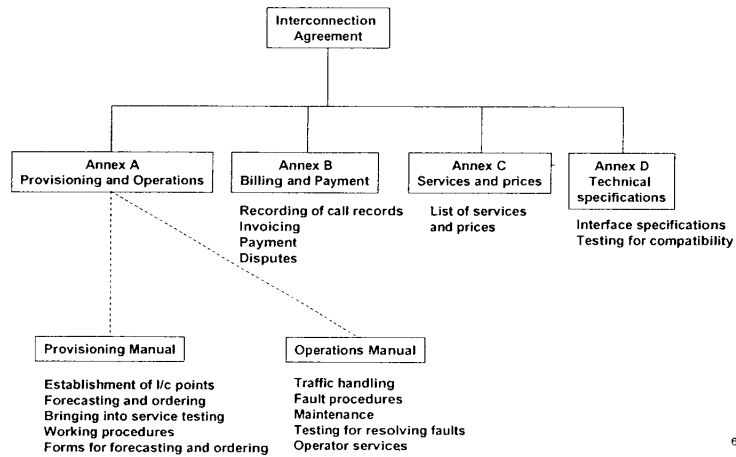 Interconnection
Agreement
Annex A
Provisioning and Operations
Annex B
Billing and Payment
Recording of call records
Invoicing
Payment
Disputes
Annex C
Services and prices
List of services
and prices
Annex D
Technical
specifications
Interface specifications
Testing for compatibility
Provisioning Manual
Establishment of I/c points
Forecasting and ordering
Bringing into service testing
Working procedures
Forms for forecasting and ordering
Operations Manual
Traffic handling
Fault procedures
Maintenance
Testing for resolving faults
Operator services
6